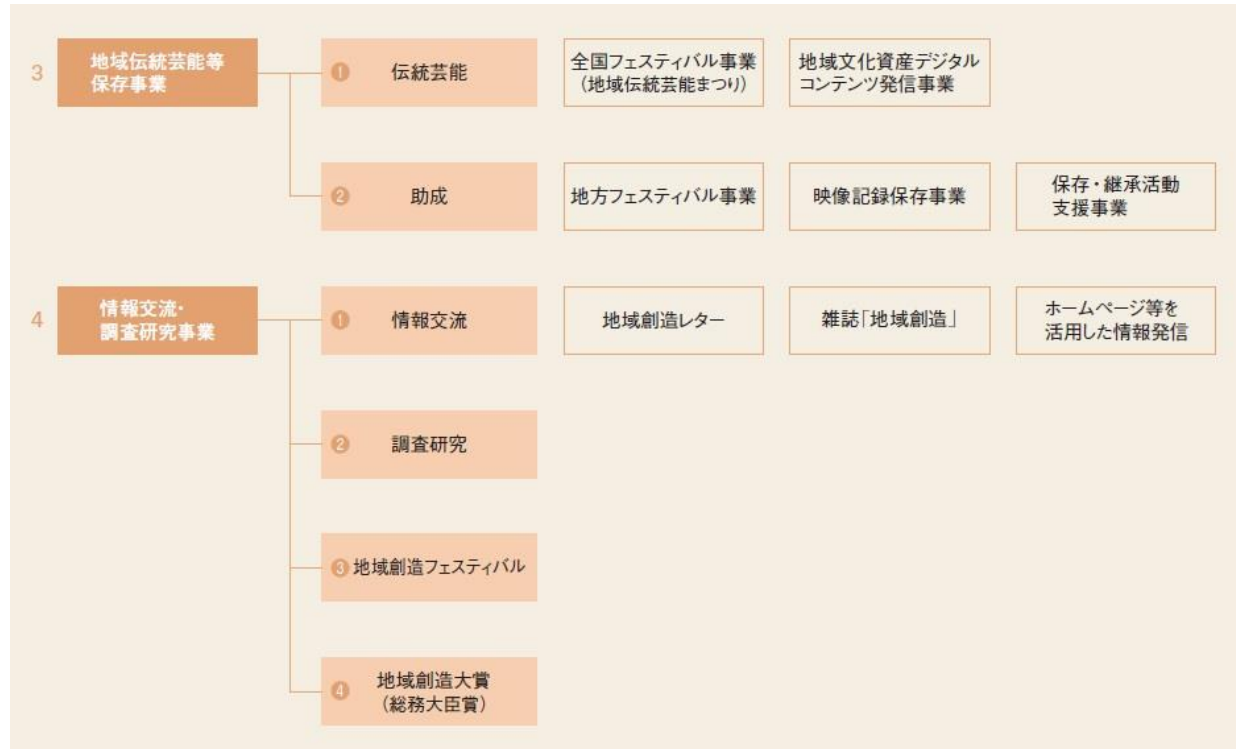 3
地域伝統芸能等
保存事業
❶ 伝統芸能
全国フェスティバル事業
（地域伝統芸能まつり）
地域文化資産デジタル
コンテンツ発信事業
❷ 助成
地方フェスティバル事業
映像記録保存事業
保存・継承活動
支援事業
4
情報交流・
調査研究事業
❶ 情報交流
地域創造レター
雑誌「地域創造」
ホームページ等を
活用した情報発信
❷ 調査研究
❸ 地域創造フェスティバル
❹ 地域創造大賞
（総務大臣賞）